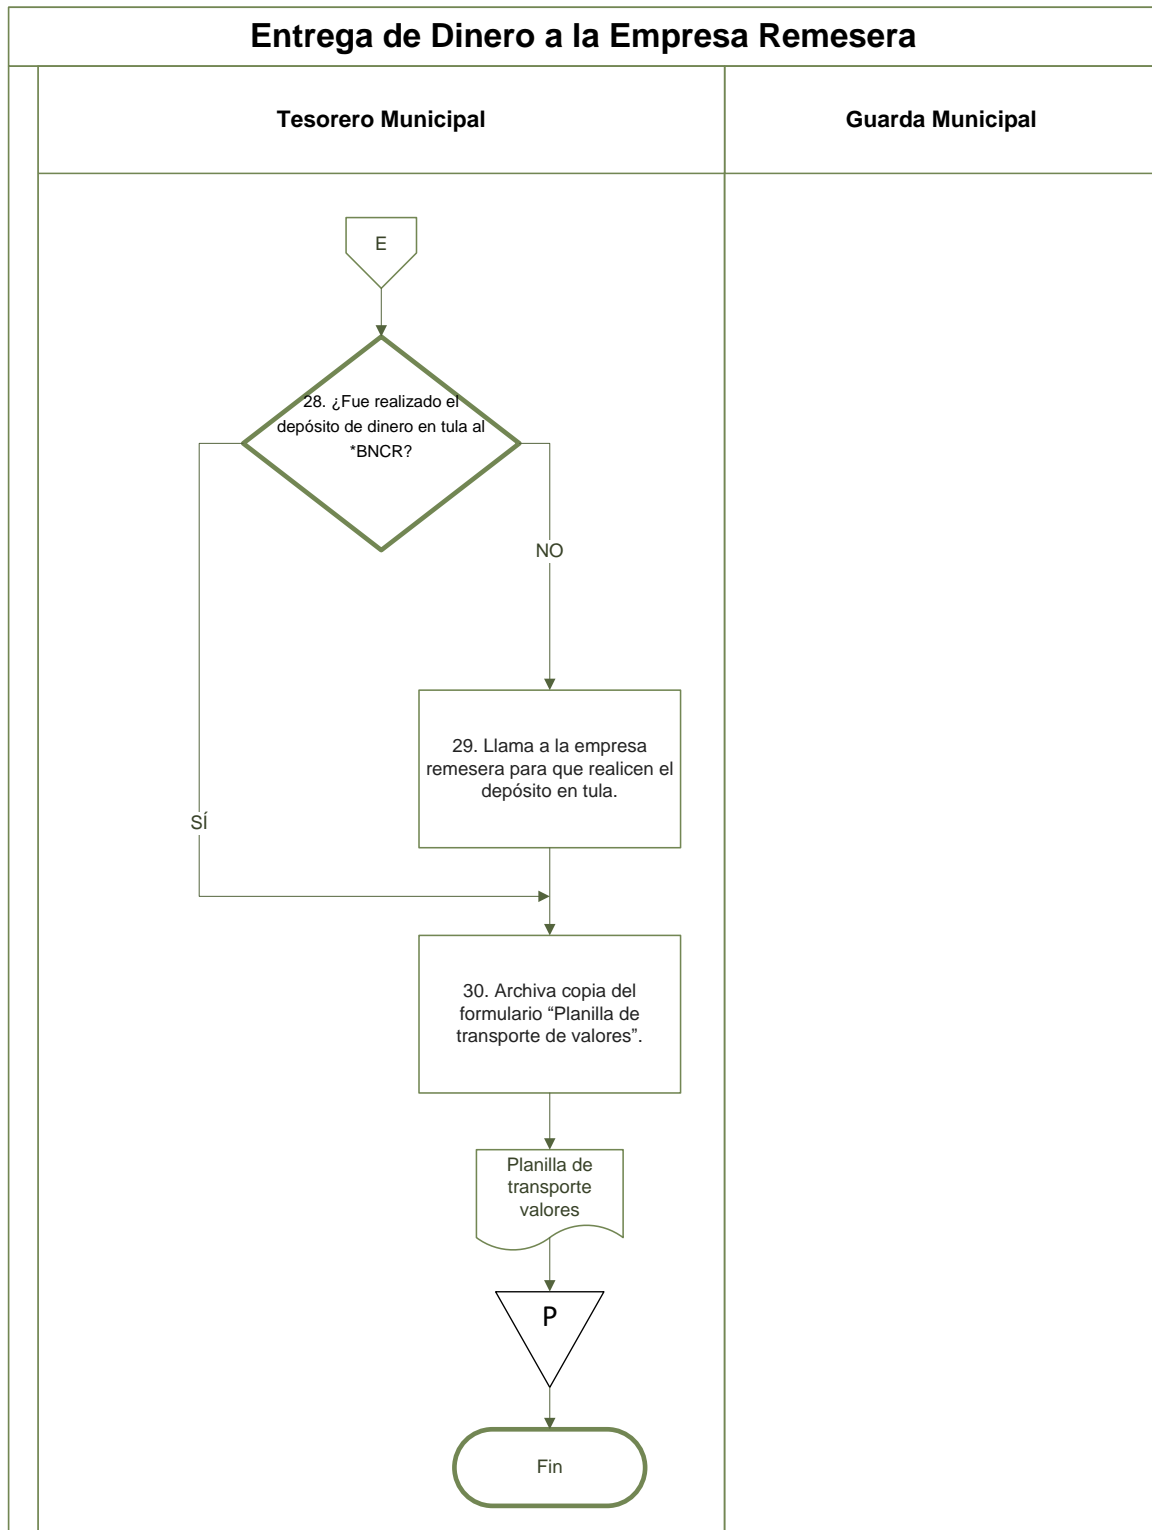 Entrega de Dinero a la Empresa Remesera
Tesorero Municipal
Guarda Municipal
E
28. ¿Fue realizado el
depósito de dinero en tula al
*BNCR?
NO
29. Llama a la empresa
remesera para que realicen el
depósito en tula.
SÍ
30. Archiva copia del
formulario “Planilla de
transporte de valores”.
Planilla de
transporte
valores
P
Fin